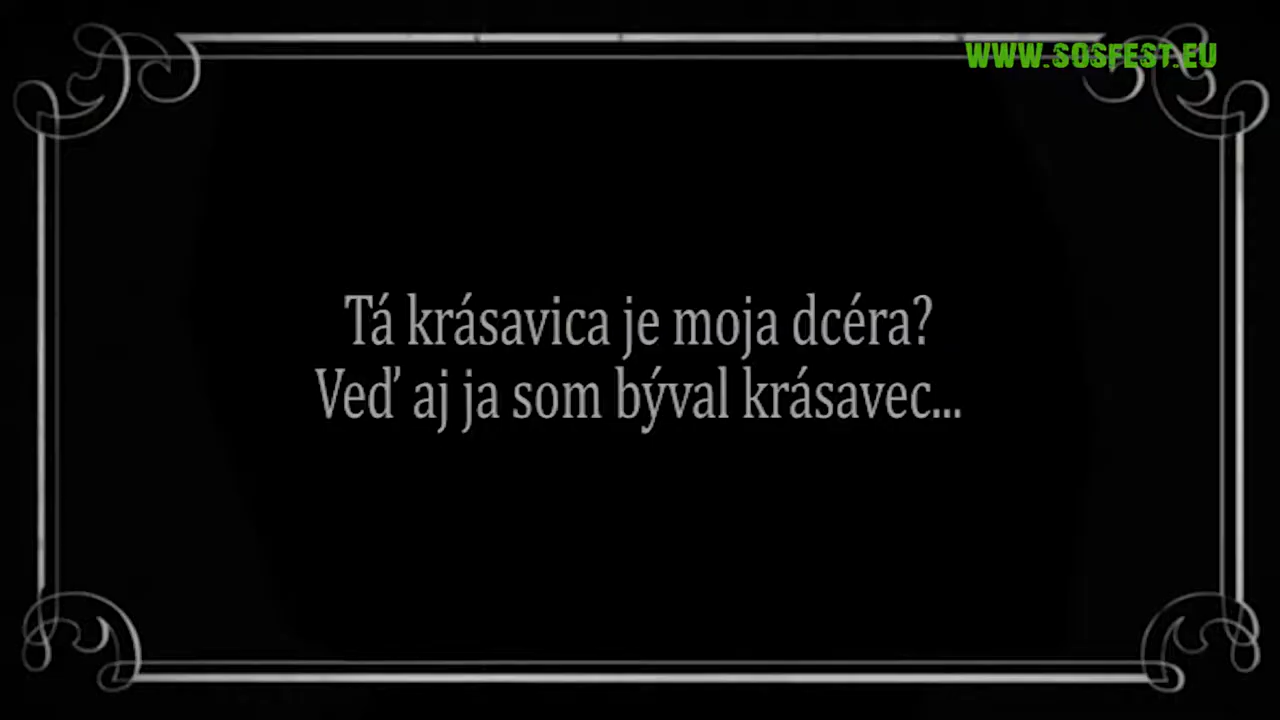 WWW.SOSFEST.EU
Tá krásavica je moja dcéra?
Veď aj ja som býval krásavec...